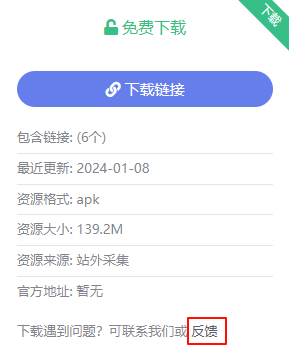 下载
免费下载
下载链接
包含链接: (6个)
最近更新: 2024-01-08
资源格式: apk
资源大小: 139.2M
资源来源: 站外采集
官方地址: 暂无
下载遇到问题？可联系我们或反馈